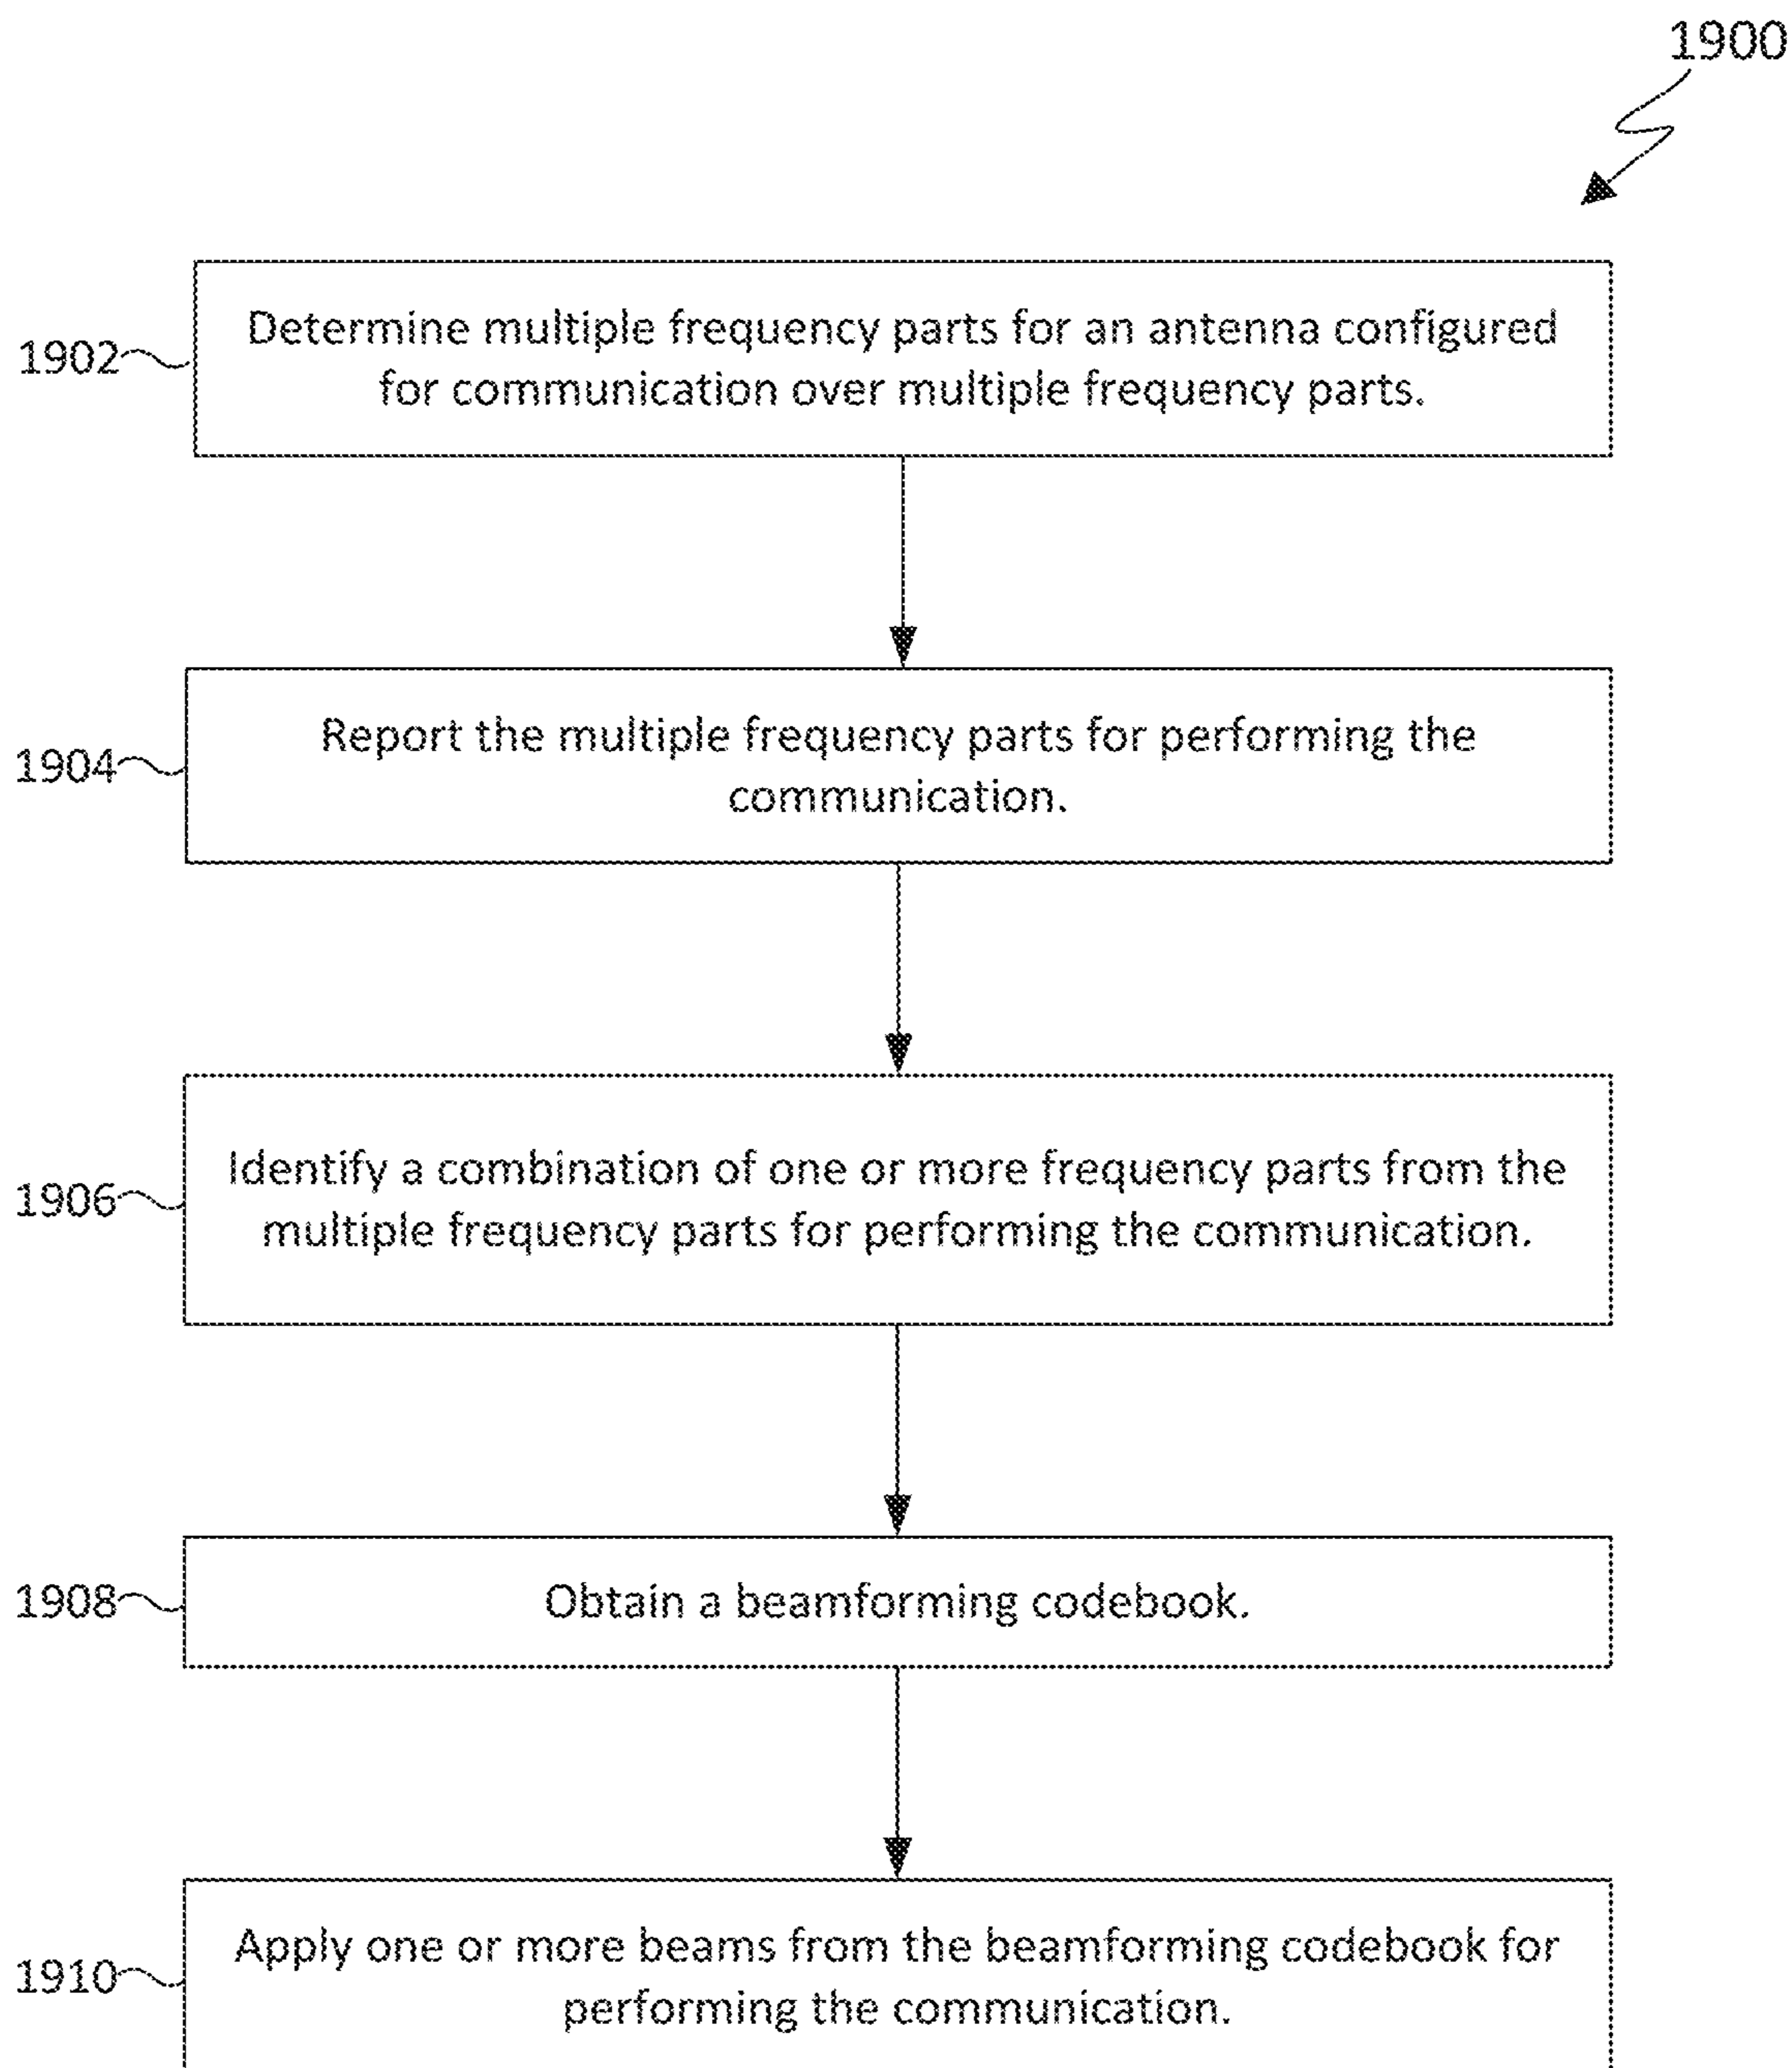 1900
1902
Determine multiple frequency parts for an antenna configured
for communication over multiple frequency parts.
1904
Report the multiple frequency parts for performing the
communication.
1906
Identify a combination of one or more frequency parts from the
multiple frequency parts for performing the communication.
1908
Obtain a beamforming codebook.
1910
Apply one or more beams from the beamforming codebook for
performing the communication.